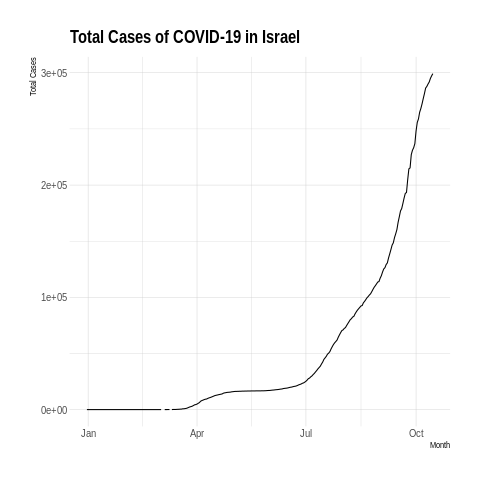 Total Cases of COVID-19 in Israel
Total Cases
3e+05
2e+05
1e+05
0e+00
Jan Apr Jul Oct
Month